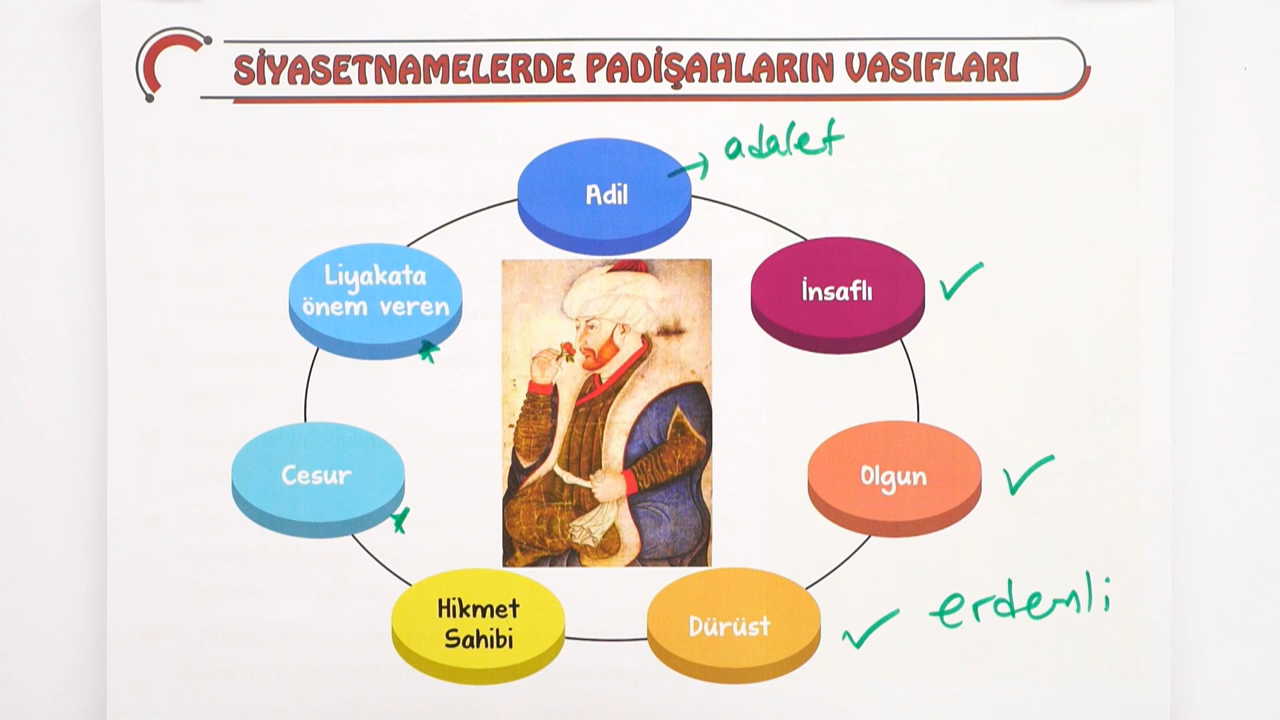 SİYASETNAMELERDE PADİŞAHLARIN VASIFLARI
Adil
adalet
İnsaflı
Olgun
Dürüst
erdemli
Hikmet
Sahibi
Cesur
Liyakata
önem veren